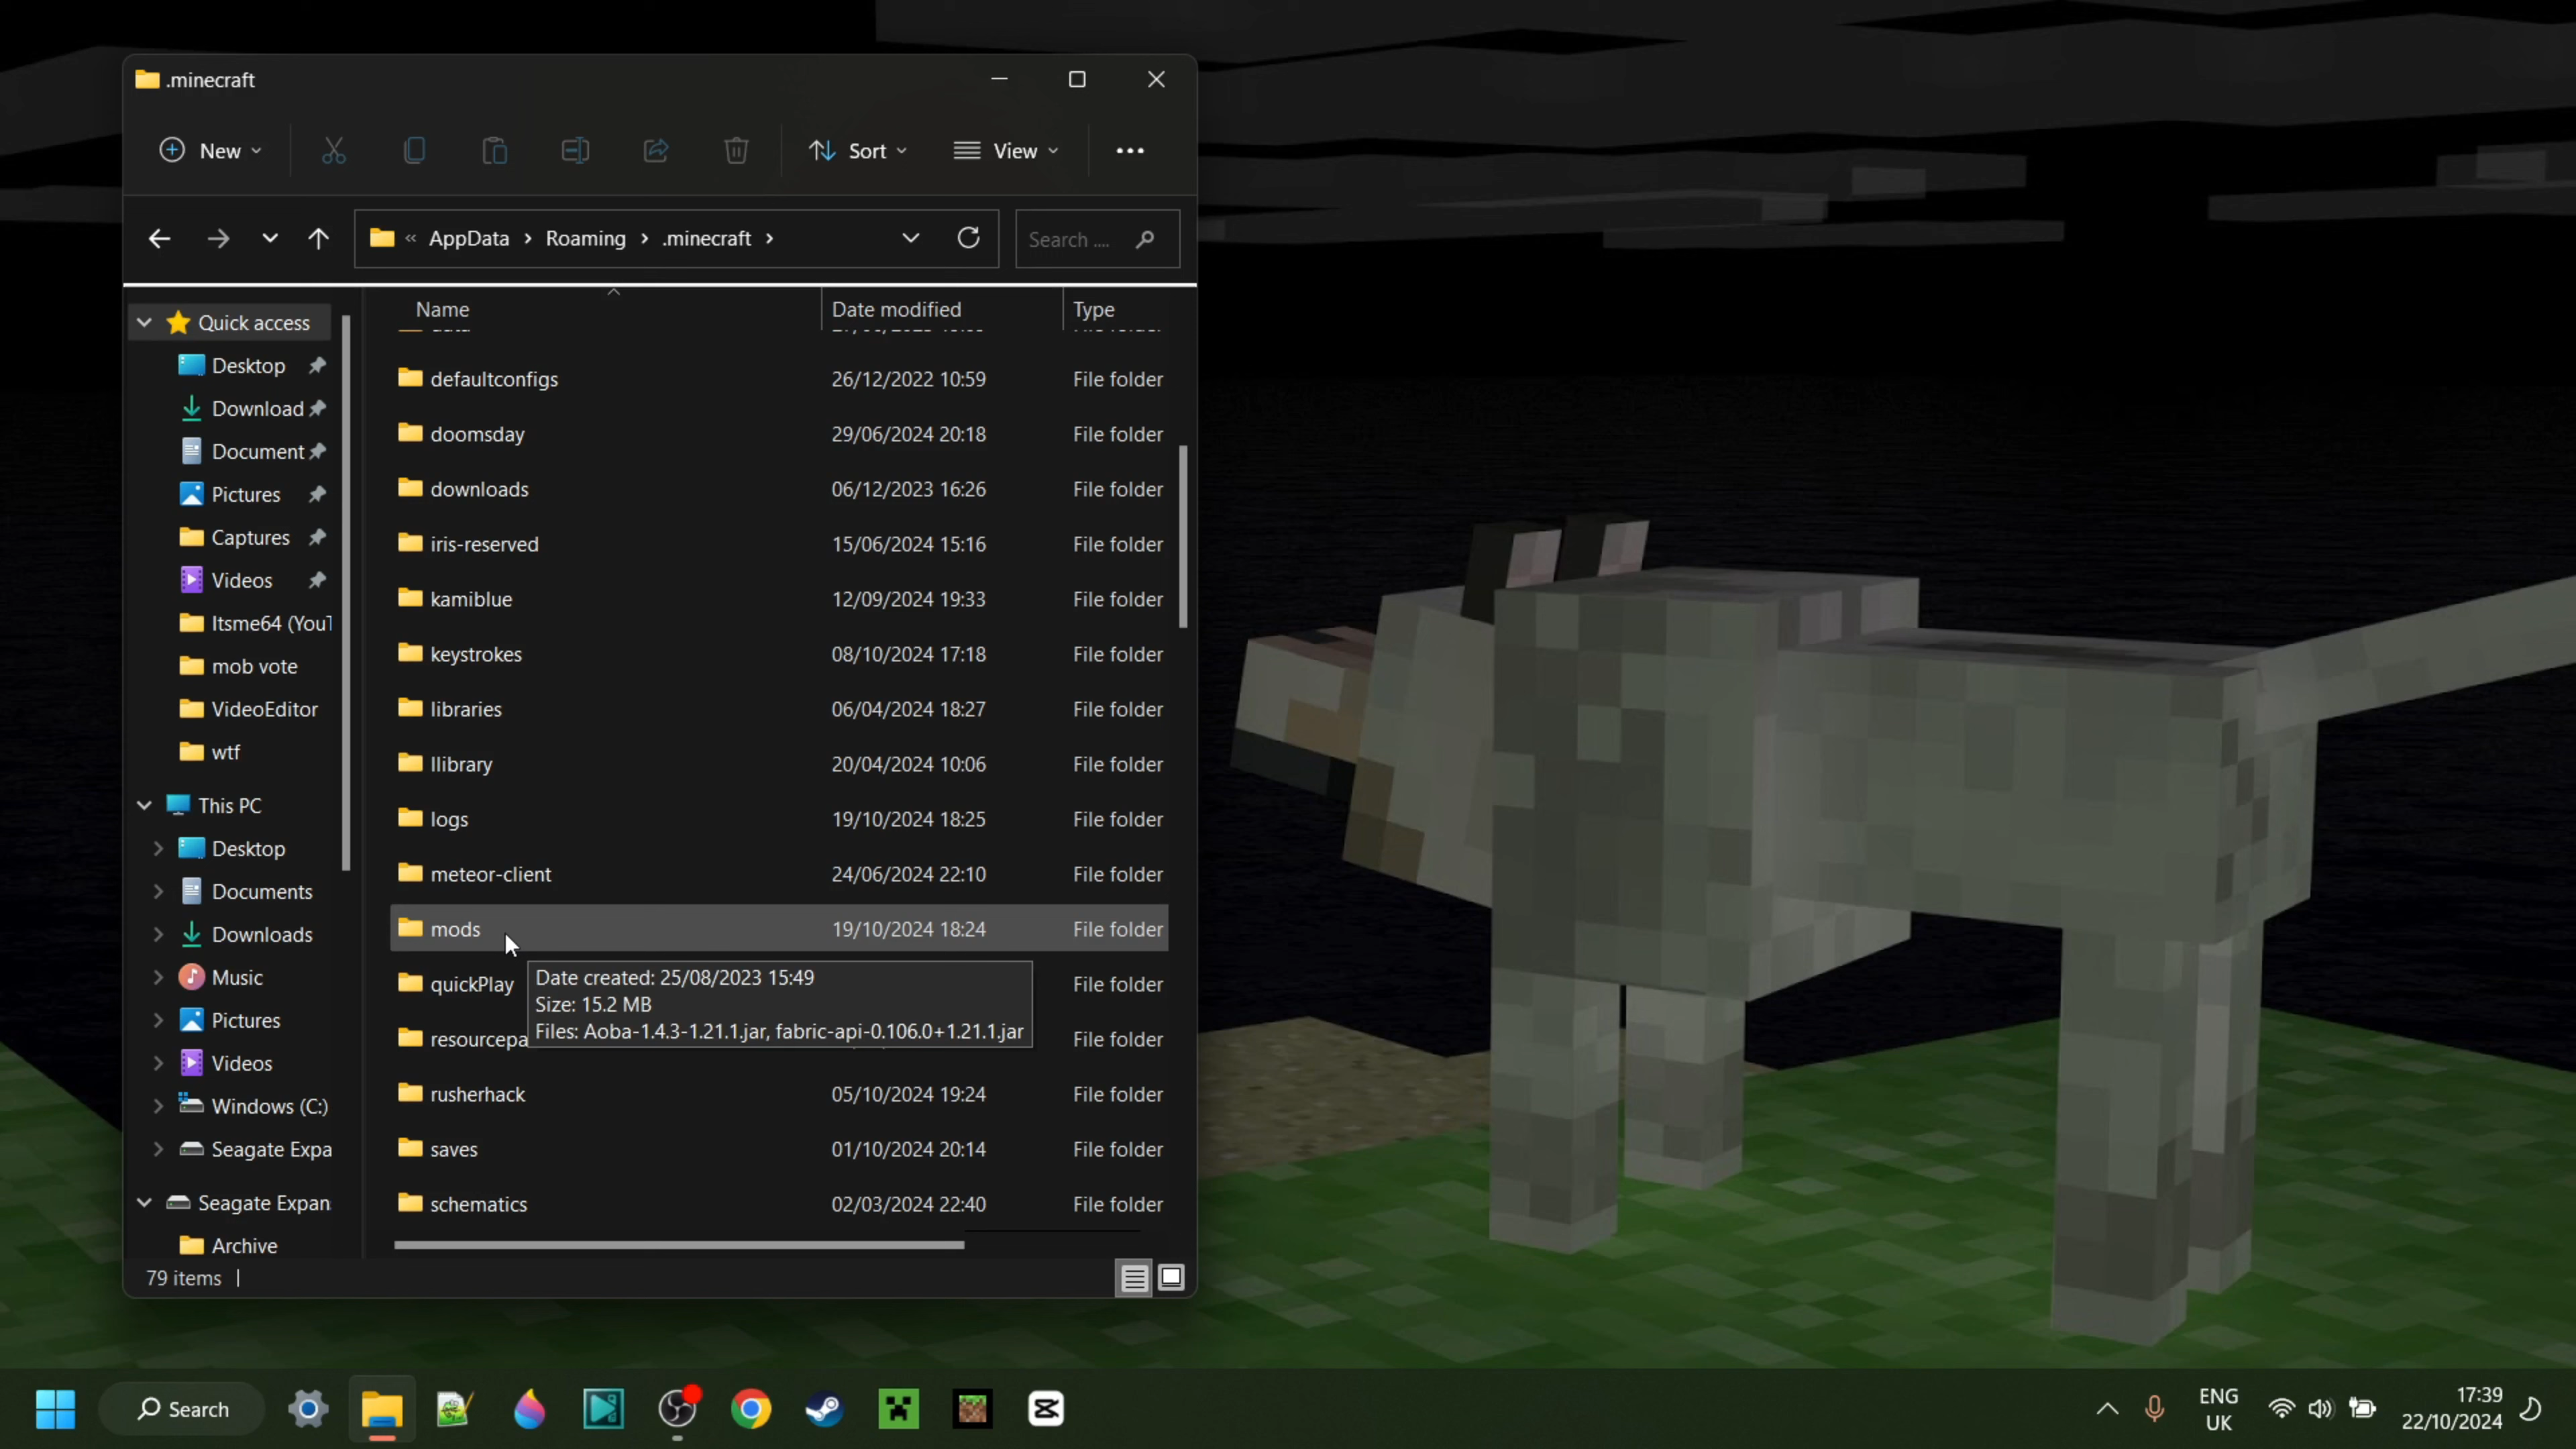 .minecraft
New
Sort
View
« AppData › Roaming › .minecraft ›
Search ....
Name Date modified Type
Quick access
Desktop
Download
Document
Pictures
Captures
Videos
Itsme64 (YouT
mob vote
VideoEditor
wtf
This PC
Desktop
Documents
Downloads
Music
Pictures
Videos
Windows (C:)
Seagate Expa
Seagate Expan
Archive
defaultconfigs 26/12/2022 10:59 File folder
doomsday 29/06/2024 20:18 File folder
downloads 06/12/2023 16:26 File folder
iris-reserved 15/06/2024 15:16 File folder
kamiblue 12/09/2024 19:33 File folder
keystrokes 08/10/2024 17:18 File folder
libraries 06/04/2024 18:27 File folder
llibrary 20/04/2024 10:06 File folder
logs 19/10/2024 18:25 File folder
meteor-client 24/06/2024 22:10 File folder
mods 19/10/2024 18:24 File folder
quickPlay File folder
Date created: 25/08/2023 15:49
Size: 15.2 MB
Files: Aoba-1.4.3-1.21.1.jar, fabric-api-0.106.0+1.21.1.jar
resourcepa File folder
rusherhack 05/10/2024 19:24 File folder
saves 01/10/2024 20:14 File folder
schematics 02/03/2024 22:40 File folder
79 items
Search
ENG
UK
17:39
22/10/2024